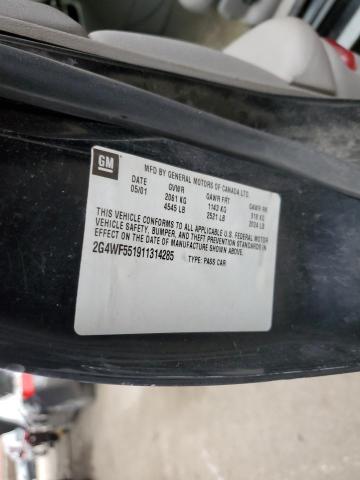 GM
MFD BY GENERAL MOTORS OF CANADA LTD.
DATE GVWR GAWR FRT GAWR RR
05/01 2061 KG 1143 KG 918 KG
4545 LB 2521 LB 2024 LB
THIS VEHICLE CONFORMS TO ALL APPLICABLE U.S. FEDERAL MOTOR
VEHICLE SAFETY, BUMPER, AND THEFT PREVENTION STANDARDS
IN EFFECT ON THE DATE OF MANUFACTURE SHOWN ABOVE.
2G4WF551911314285 TYPE: PASS CAR